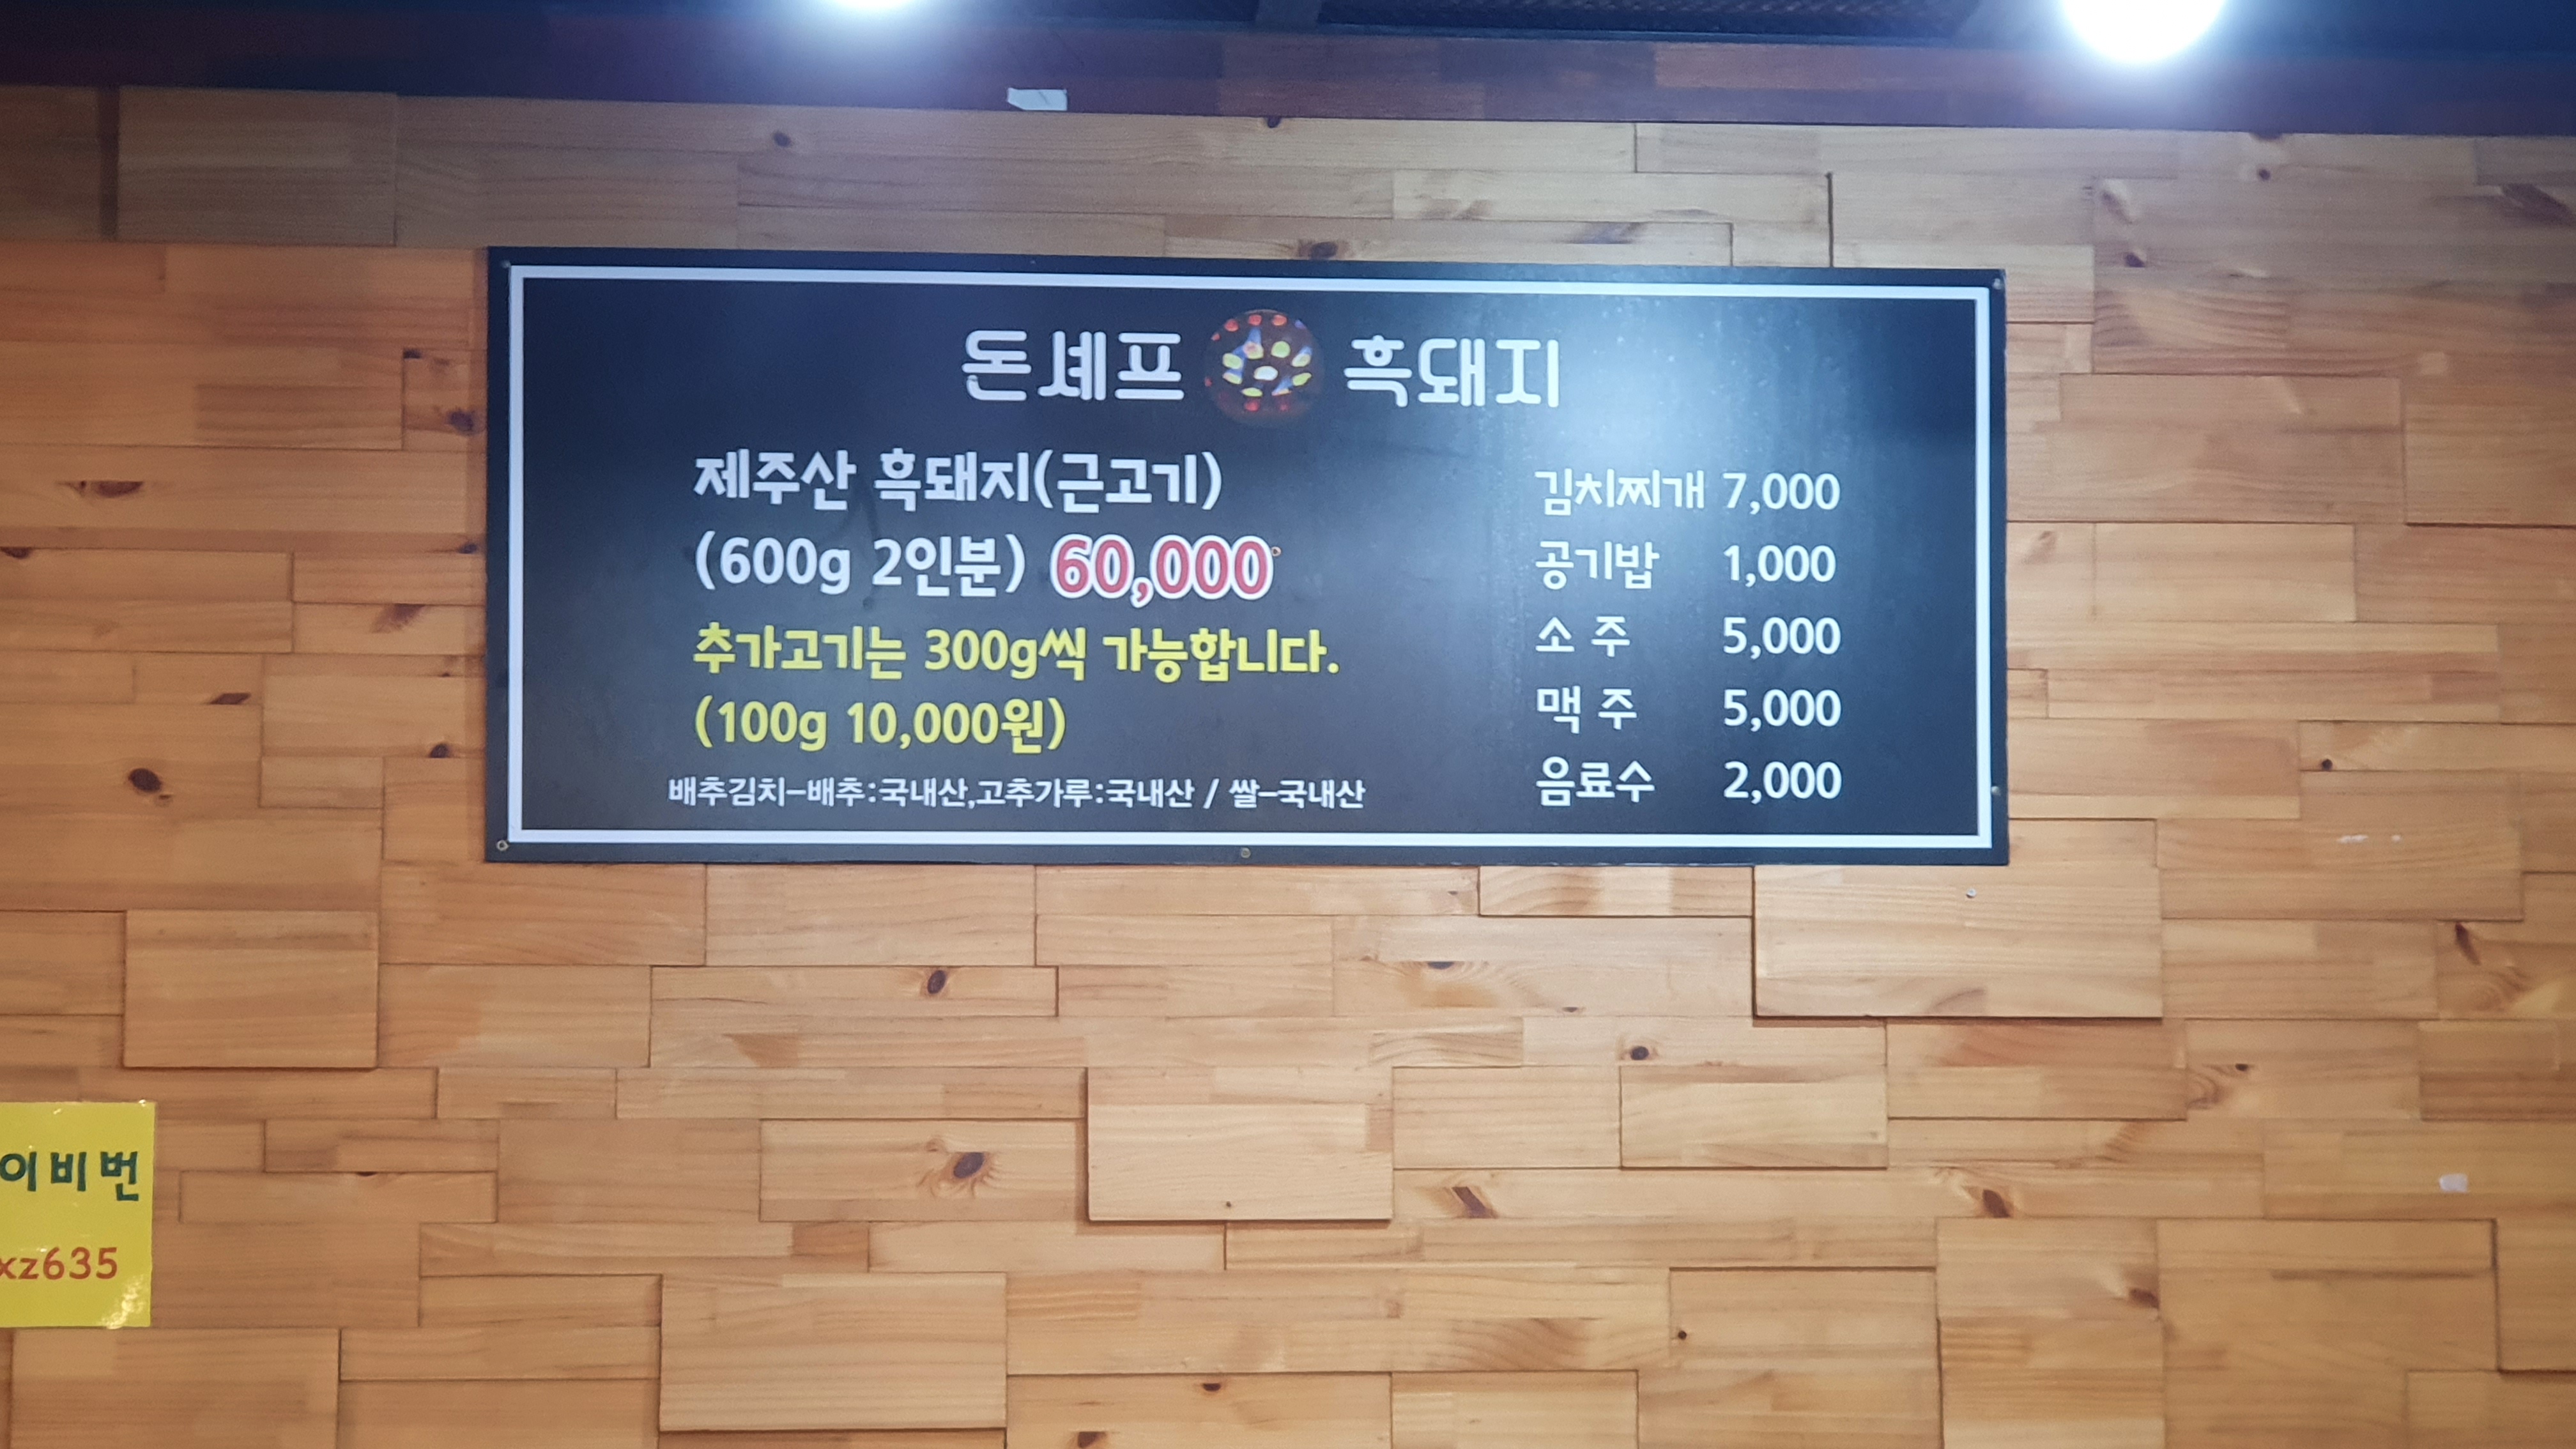 돈셰프 흑돼지
제주산 흑돼지(근고기)
(600g 2인분) 60,000
추가고기는 300g씩 가능합니다.
(100g 10,000원)
배추김치-배추:국내산,고추가루:국내산 / 쌀-국내산
김치찌개 7,000
공기밥 1,000
소 주 5,000
맥 주 5,000
음료수 2,000
이비번
xz635